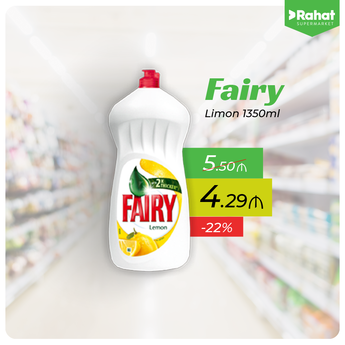 Rahat
SUPERMARKET
Fairy
Limon 1350ml
5.50₼
4.29₼
-22%
FAIRY
Lemon